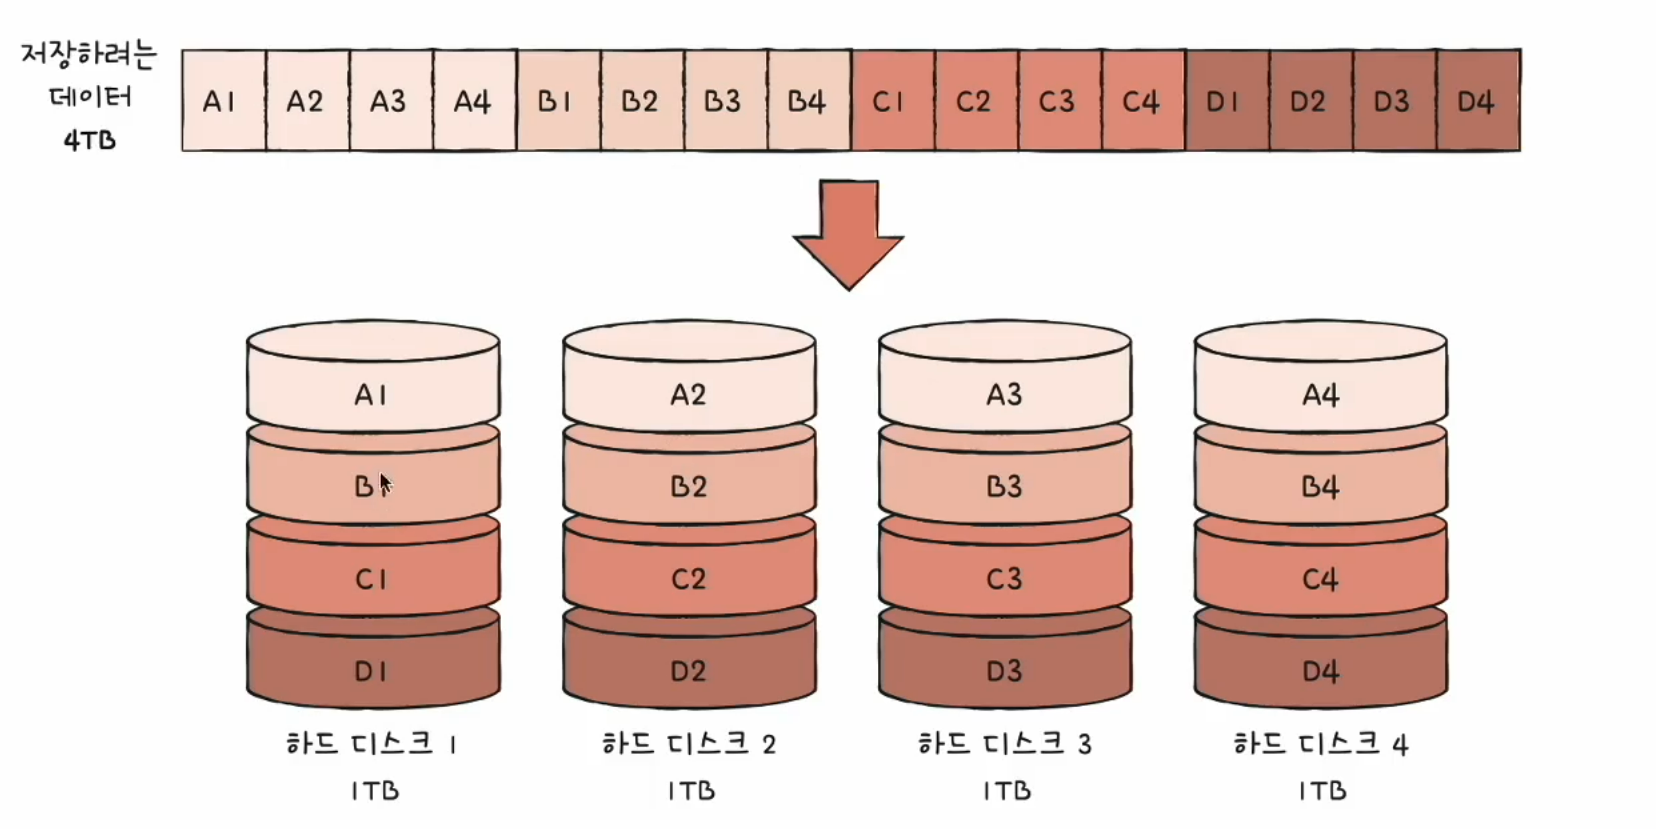 저장하려는
데이터
4TB
A1 A2 A3 A4 B1 B2 B3 B4 C1 C2 C3 C4 D1 D2 D3 D4
A1 A2 A3 A4
B1 B2 B3 B4
C1 C2 C3 C4
D1 D2 D3 D4
하드 디스크 1 하드 디스크 2 하드 디스크 3 하드 디스크 4
1TB 1TB 1TB 1TB